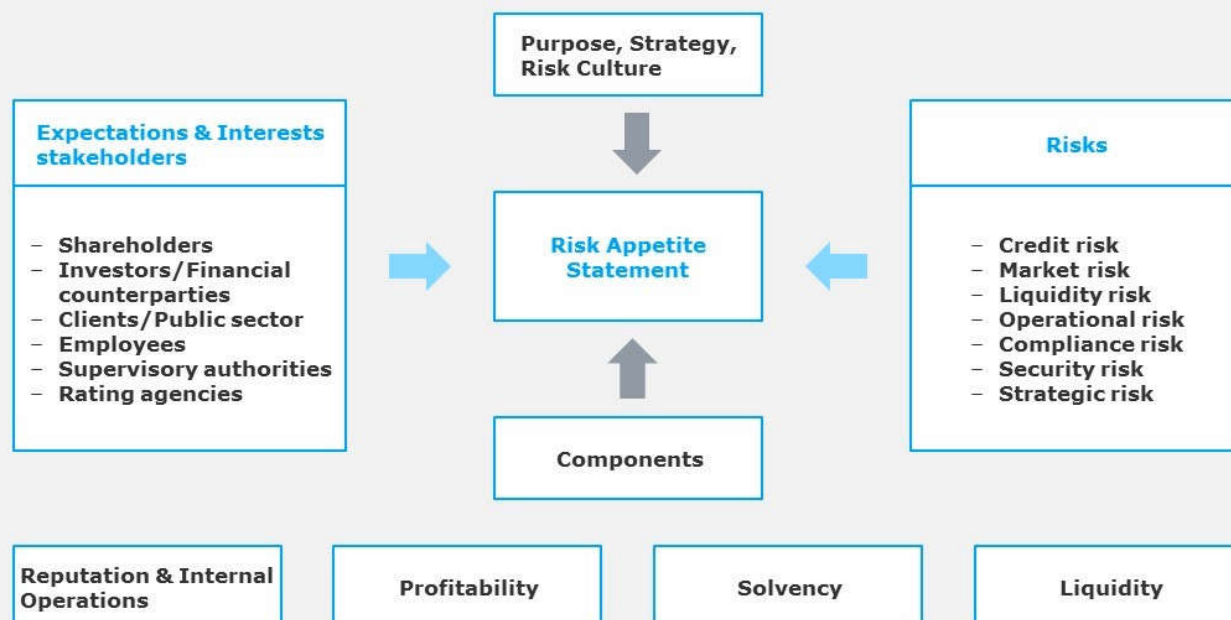 Purpose, Strategy,
Risk Culture
Expectations & Interests
stakeholders
– Shareholders
– Investors/Financial
counterparties
– Clients/Public sector
– Employees
– Supervisory authorities
– Rating agencies
Risk Appetite
Statement
Risks
– Credit risk
– Market risk
– Liquidity risk
– Operational risk
– Compliance risk
– Security risk
– Strategic risk
Components
Reputation & Internal
Operations
Profitability
Solvency
Liquidity